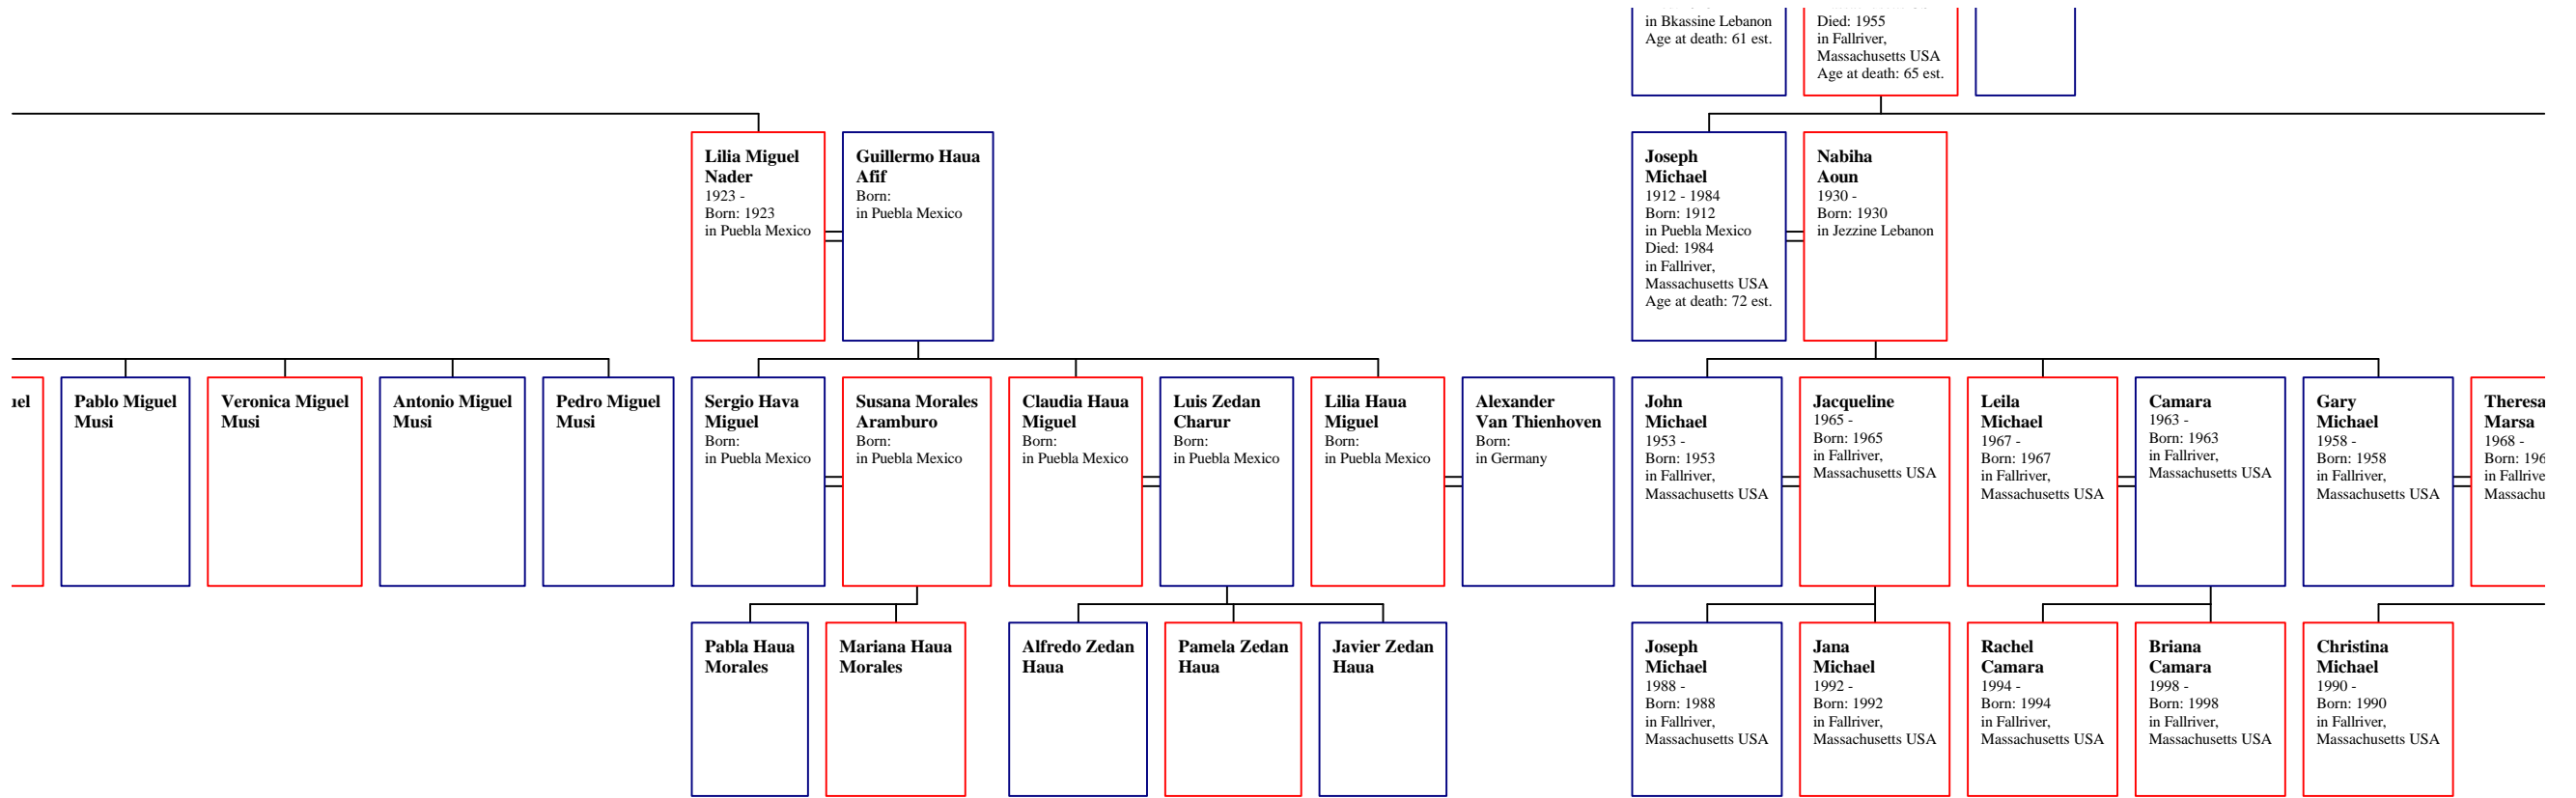 in Bkassine Lebanon
Age at death: 61 est.
Died: 1955
in Fallriver,
Massachusetts USA
Age at death: 65 est.
Lilia Miguel
Nader
1923 -
Born: 1923
in Puebla Mexico
Guillermo Haua
Afif
Born:
in Puebla Mexico
Joseph
Michael
1912 - 1984
Born: 1912
in Puebla Mexico
Died: 1984
in Fallriver,
Massachusetts USA
Age at death: 72 est.
Nabiha
Aoun
1930 -
Born: 1930
in Jezzine Lebanon
Pablo Miguel
Musi
Veronica Miguel
Musi
Antonio Miguel
Musi
Pedro Miguel
Musi
Sergio Hava
Miguel
Born:
in Puebla Mexico
Susana Morales
Aramburo
Born:
in Puebla Mexico
Claudia Haua
Miguel
Born:
in Puebla Mexico
Luis Zedan
Charur
Born:
in Puebla Mexico
Lilia Haua
Miguel
Born:
in Puebla Mexico
Alexander
Van Thienhoven
Born:
in Germany
John
Michael
1953 -
Born: 1953
in Fallriver,
Massachusetts USA
Jacqueline
1965 -
Born: 1965
in Fallriver,
Massachusetts USA
Leila
Michael
1967 -
Born: 1967
in Fallriver,
Massachusetts USA
Camara
1963 -
Born: 1963
in Fallriver,
Massachusetts USA
Gary
Michael
1958 -
Born: 1958
in Fallriver,
Massachusetts USA
Theresa
Marsa
1968 -
Born: 196
in Fallrive
Massachu
Pabla Haua
Morales
Mariana Haua
Morales
Alfredo Zedan
Haua
Pamela Zedan
Haua
Javier Zedan
Haua
Joseph
Michael
1988 -
Born: 1988
in Fallriver,
Massachusetts USA
Jana
Michael
1992 -
Born: 1992
in Fallriver,
Massachusetts USA
Rachel
Camara
1994 -
Born: 1994
in Fallriver,
Massachusetts USA
Briana
Camara
1998 -
Born: 1998
in Fallriver,
Massachusetts USA
Christina
Michael
1990 -
Born: 1990
in Fallriver,
Massachusetts USA